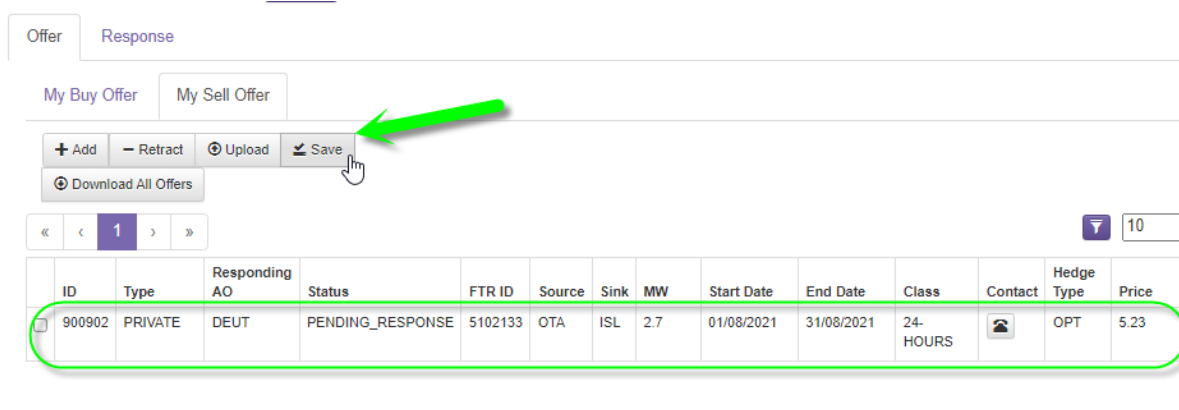 Offer Response
My Buy Offer My Sell Offer
+ Add − Retract Upload Save
Download All Offers
« ‹ 1 › » 10
ID Type Responding AO Status FTR ID Source Sink MW Start Date End Date Class Contact Hedge Type Price
900902 PRIVATE DEUT PENDING_RESPONSE 5102133 OTA ISL 2.7 01/08/2021 31/08/2021 24-HOURS OPT 5.23